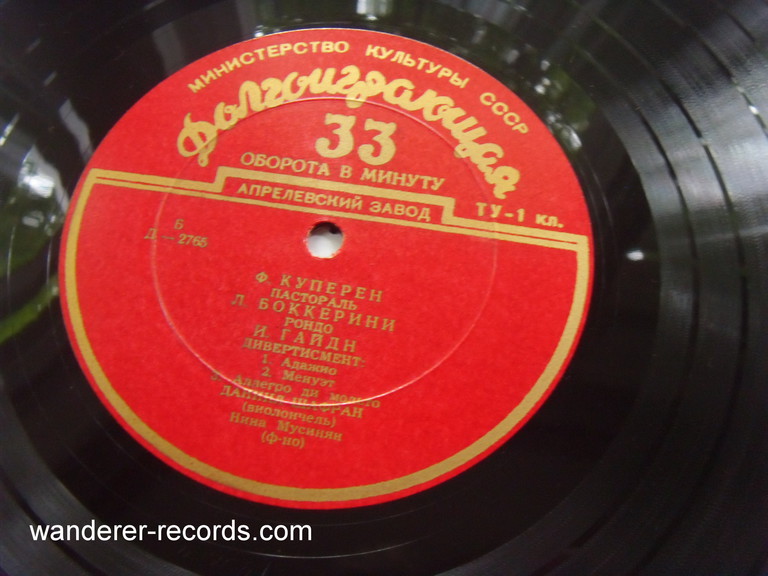 МИНИСТЕРСТВО КУЛЬТУРЫ СССР
Долгоиграющая
33
ОБОРОТА В МИНУТУ
АПРЕЛЕВСКИЙ ЗАВОД
ТУ-1 кл.
Б
Д — 2765
Ф. КУПЕРЕН
ПАСТОРАЛЬ
Л. БОККЕРИНИ
РОНДО
И. ГАЙДН
ДИВЕРТИСМЕНТ:
1. Адажио
2. Менуэт
3. Аллегро ди мольто
ДАНИИЛ ШАФРАН
(виолончель)
Нина Мусинян
(ф-но)
wanderer-records.com